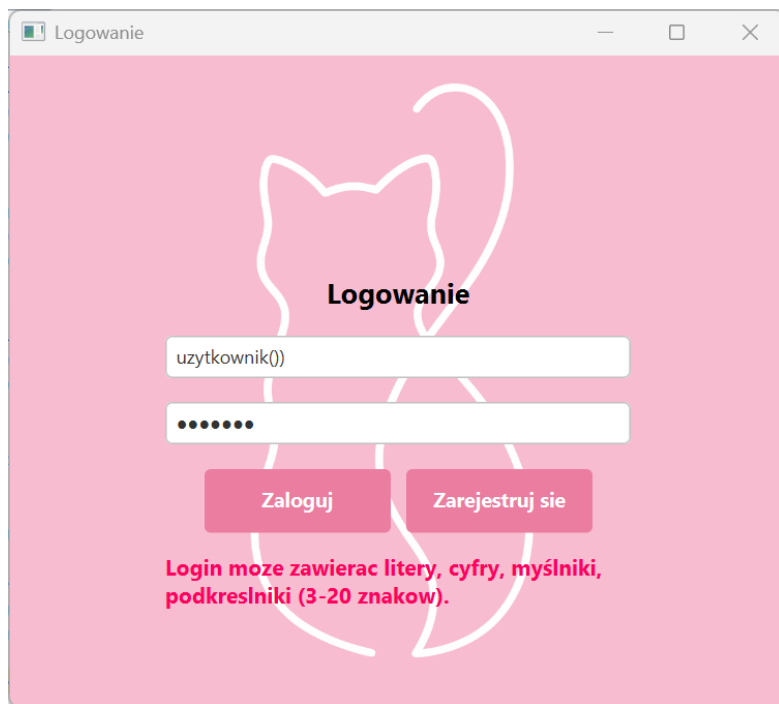 Logowanie
Logowanie
uzytkownik())
•••••••
Zaloguj
Zarejestruj sie
Login moze zawierac litery, cyfry, myślniki,
podkreslniki (3-20 znakow).